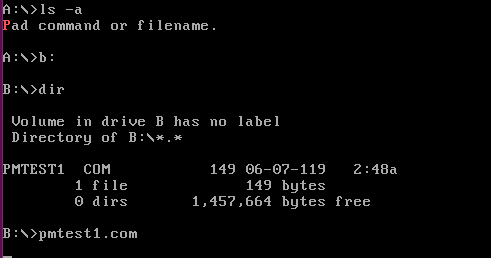 A:\>ls -a
Pad command or filename.
A:\>b:
B:\>dir
Volume in drive B has no label
Directory of B:\*.*
PMTEST1 COM 149 06-07-119 2:48a
1 file 149 bytes
0 dirs 1,457,664 bytes free
B:\>pmtest1.com